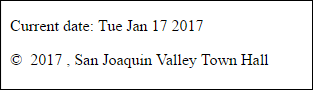 Current date: Tue Jan 17 2017
© 2017 , San Joaquin Valley Town Hall